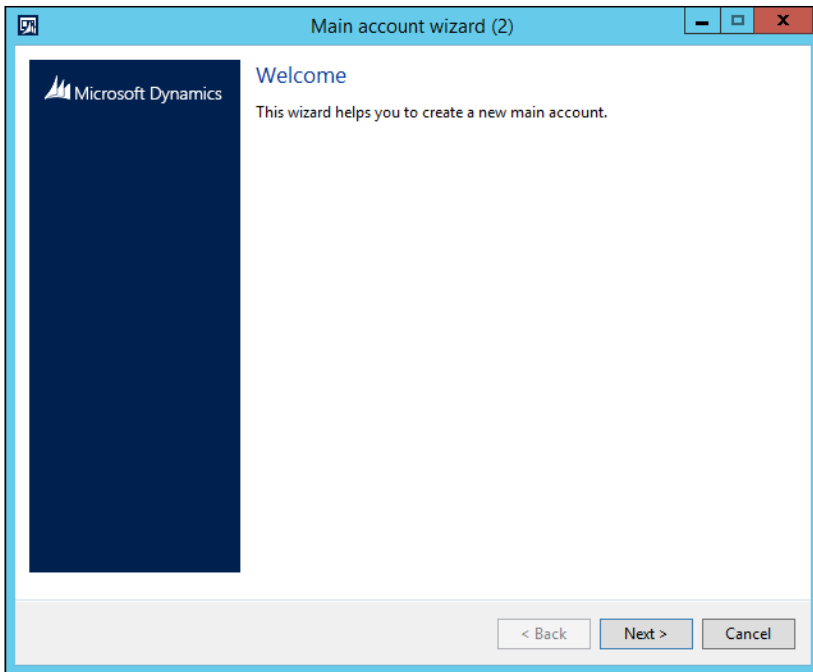 Main account wizard (2)
Microsoft Dynamics
Welcome
This wizard helps you to create a new main account.
< Back
Next >
Cancel